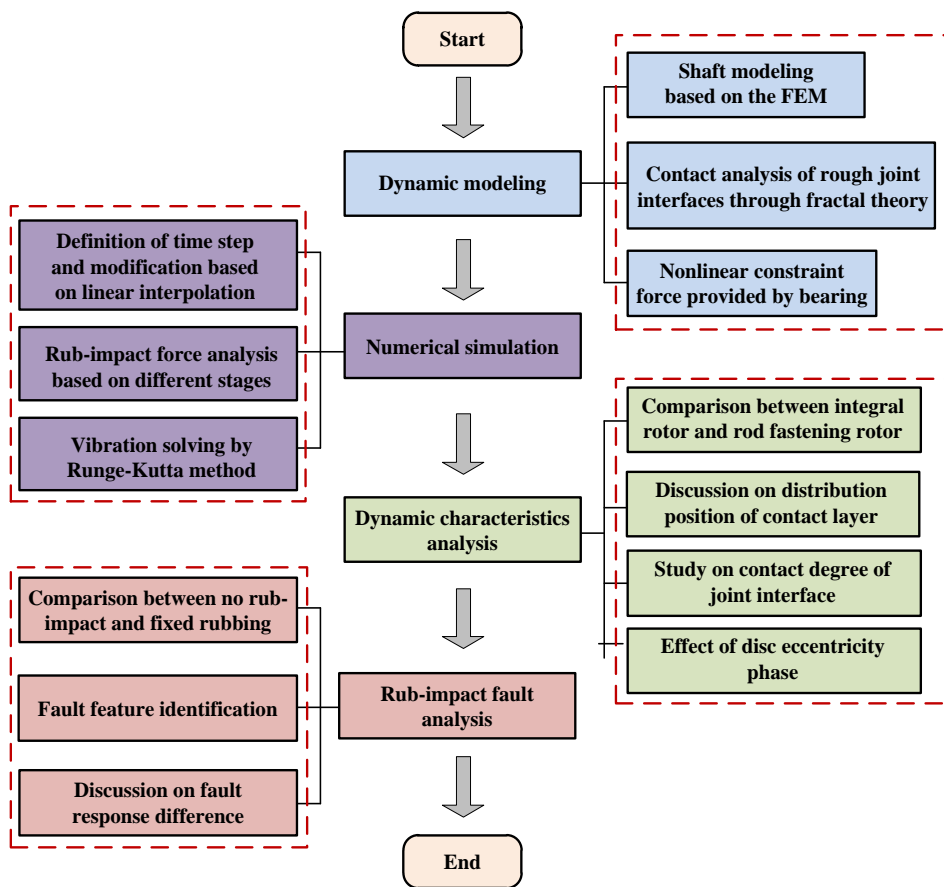 Start
Shaft modeling
based on the FEM
Dynamic modeling
Contact analysis of rough joint
interfaces through fractal theory
Nonlinear constraint
force provided by bearing
Definition of time step
and modification based
on linear interpolation
Numerical simulation
Rub-impact force analysis
based on different stages
Vibration solving by
Runge-Kutta method
Comparison between integral
rotor and rod fastening rotor
Dynamic characteristics
analysis
Discussion on distribution
position of contact layer
Study on contact degree of
joint interface
Effect of disc eccentricity
phase
Comparison between no rub-
impact and fixed rubbing
Rub-impact fault
analysis
Fault feature identification
Discussion on fault
response difference
End